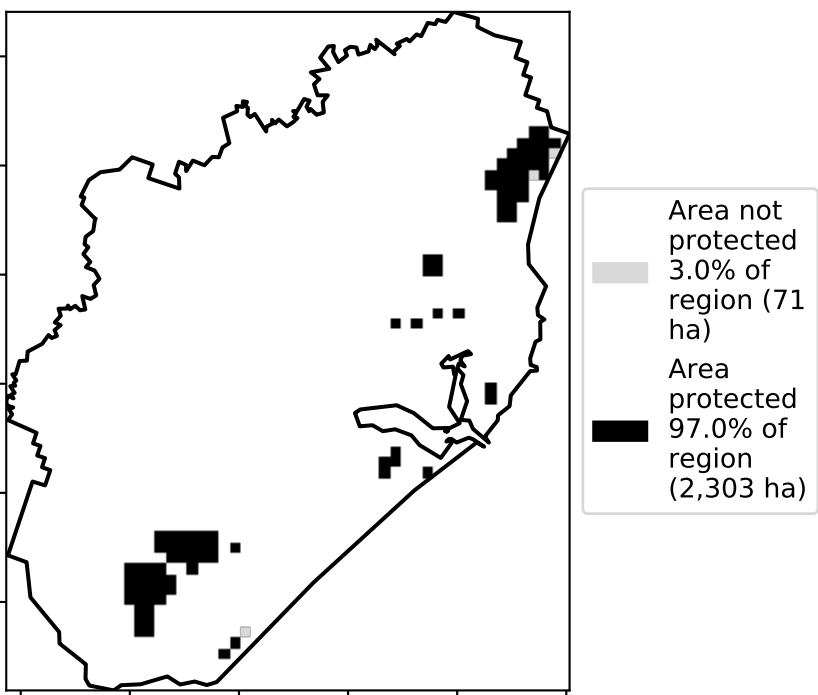 Area not
protected
3.0% of
region (71
ha)
Area
protected
97.0% of
region
(2,303 ha)